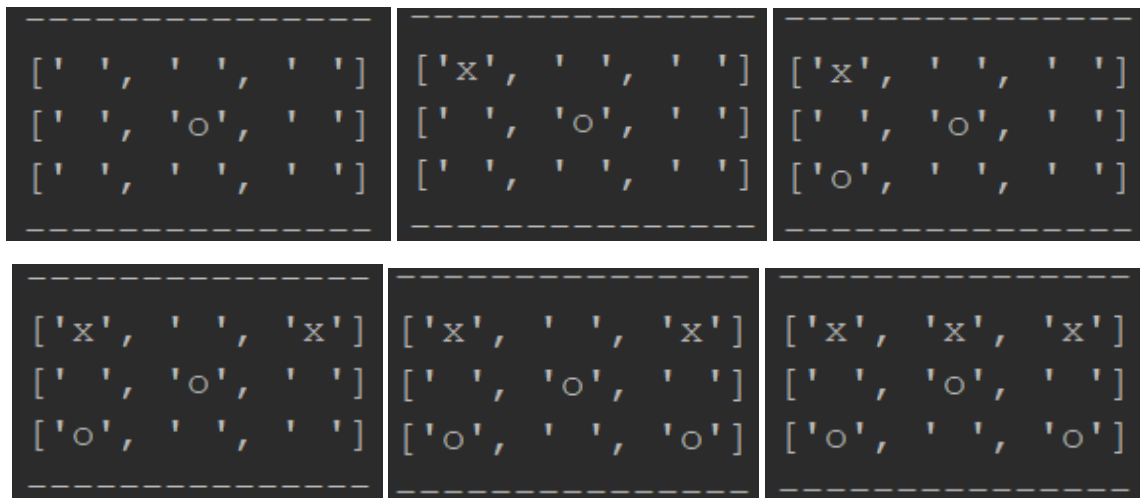 ---------------
[' ', ' ', ' ']
[' ', 'o', ' ']
[' ', ' ', ' ']
---------------
---------------
['x', ' ', ' ']
[' ', 'o', ' ']
[' ', ' ', ' ']
---------------
---------------
['x', ' ', ' ']
[' ', 'o', ' ']
['o', ' ', ' ']
---------------
---------------
['x', ' ', 'x']
[' ', 'o', ' ']
['o', ' ', ' ']
---------------
---------------
['x', ' ', 'x']
[' ', 'o', ' ']
['o', ' ', 'o']
---------------
---------------
['x', 'x', 'x']
[' ', 'o', ' ']
['o', ' ', 'o']
---------------